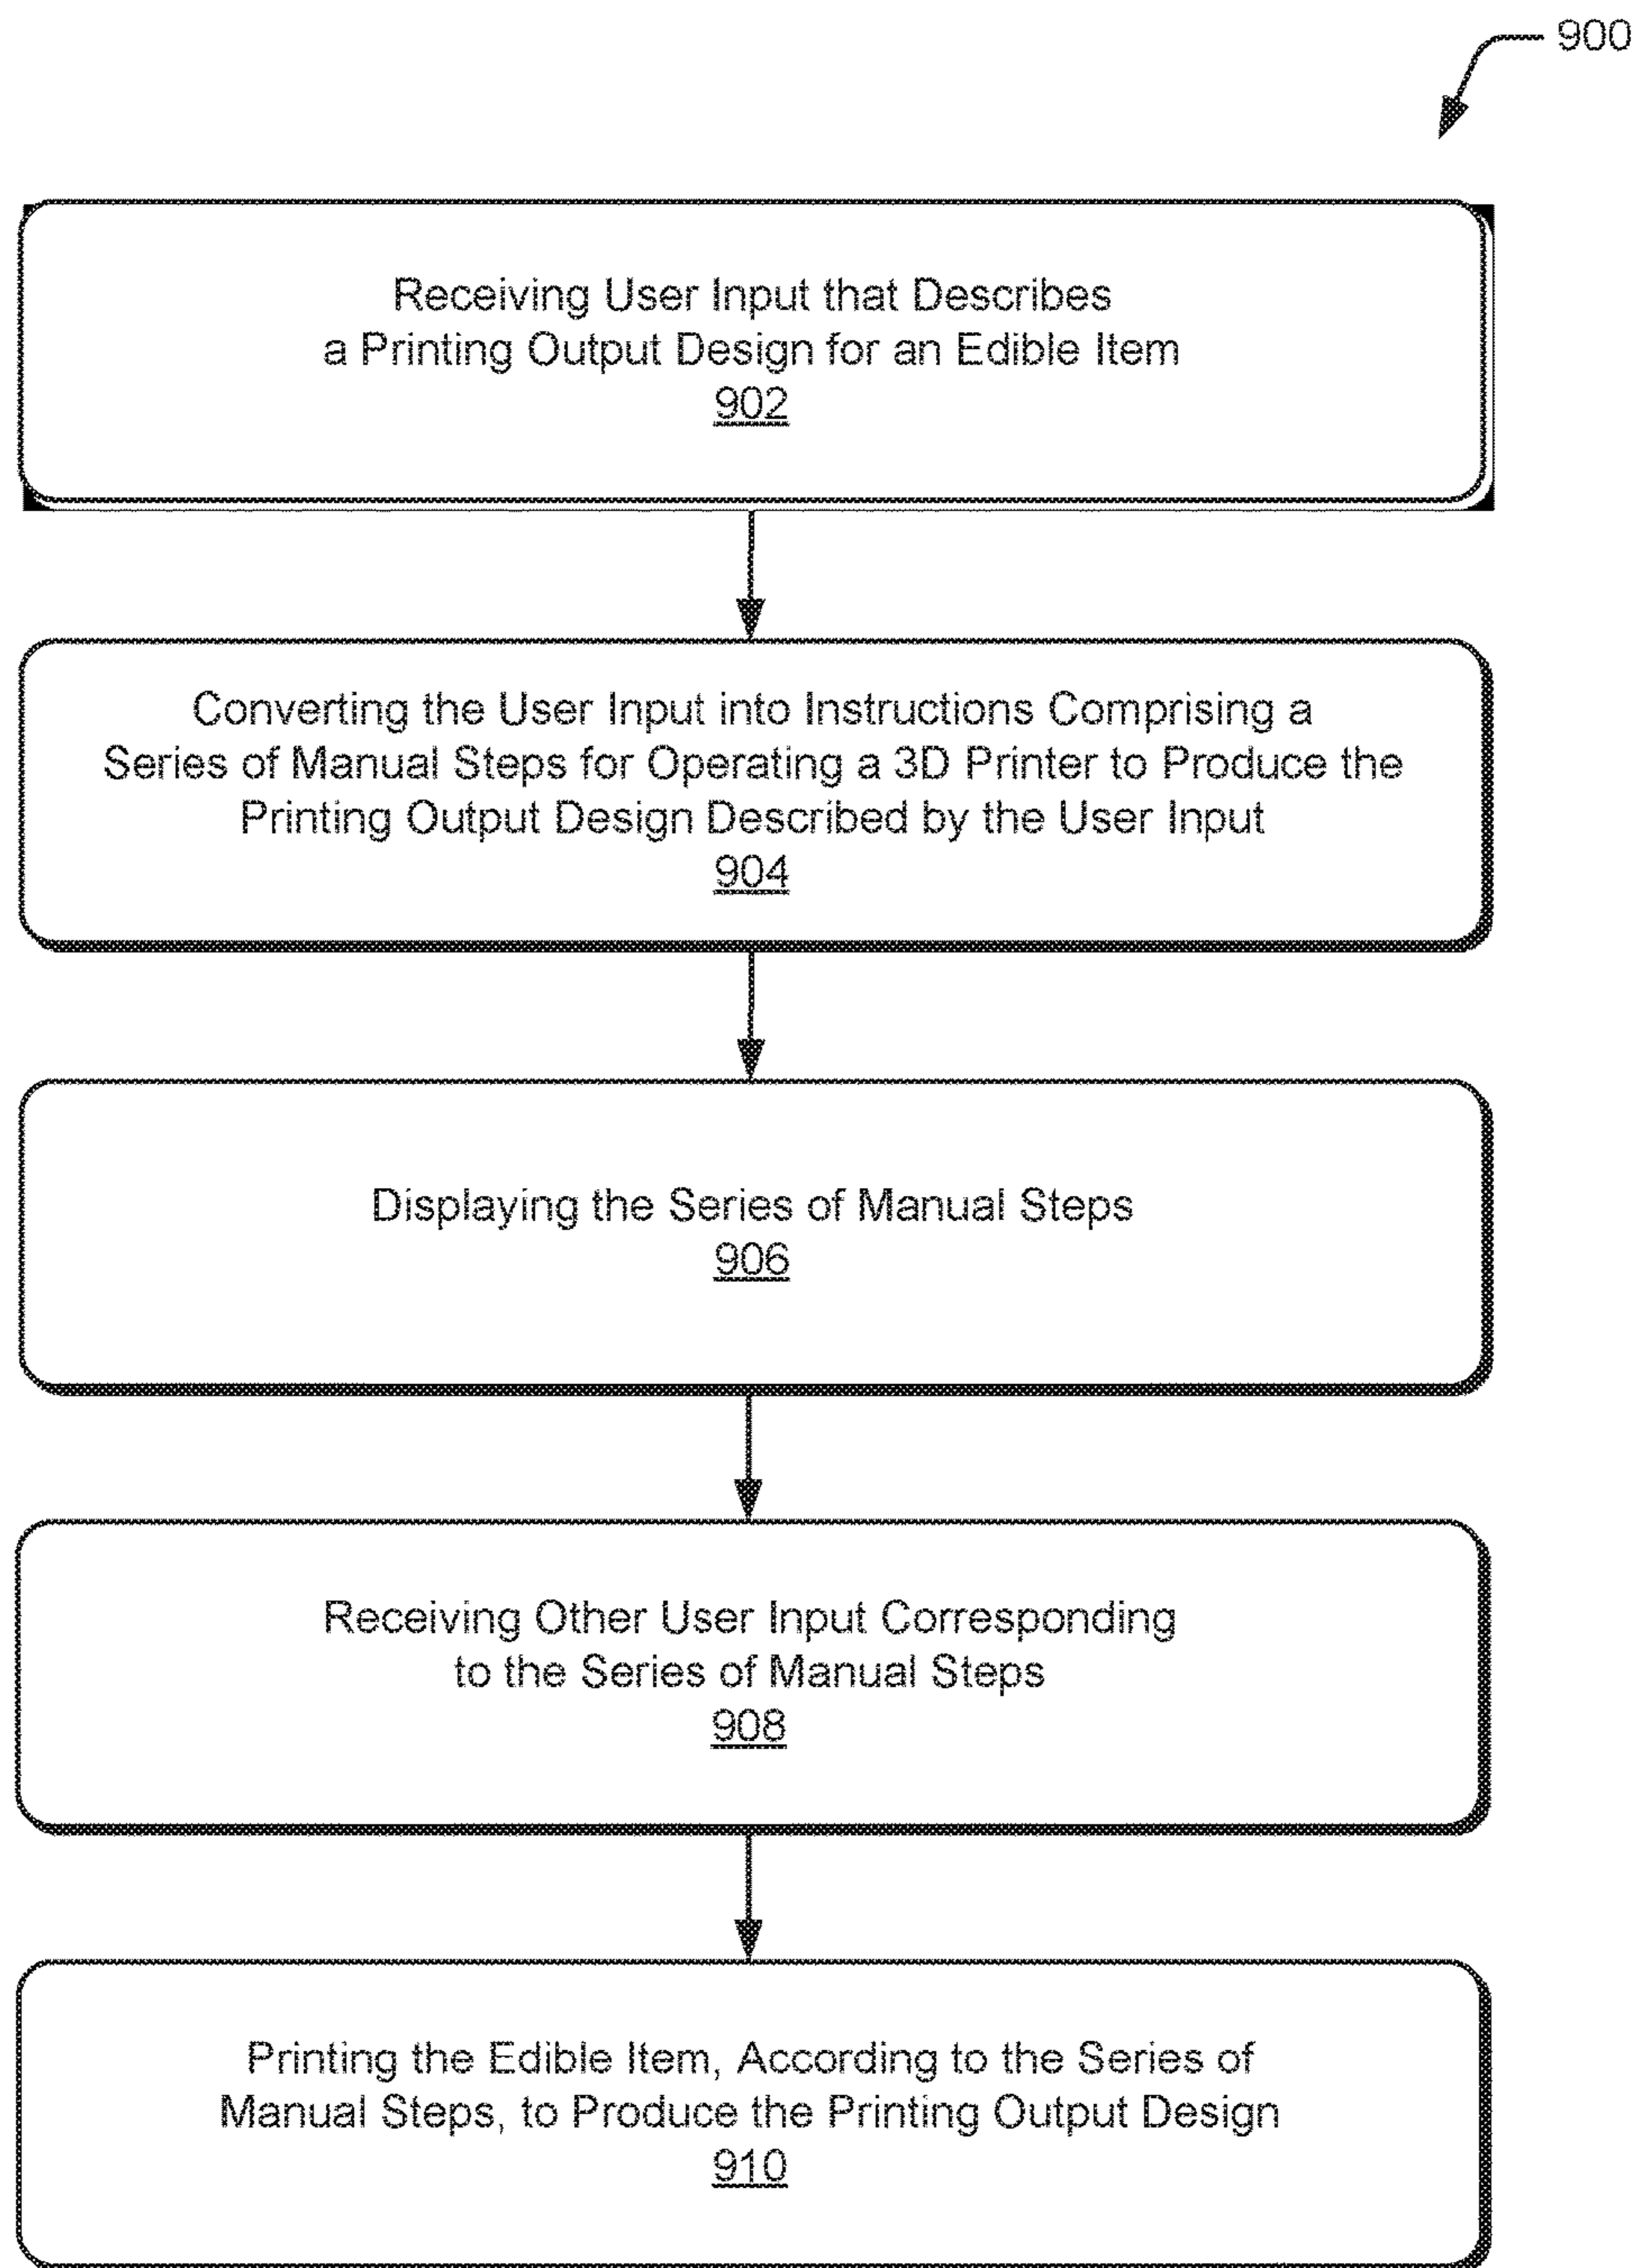 900
Receiving User Input that Describes
a Printing Output Design for an Edible Item
902
Converting the User Input into Instructions Comprising a
Series of Manual Steps for Operating a 3D Printer to Produce the
Printing Output Design Described by the User Input
904
Displaying the Series of Manual Steps
906
Receiving Other User Input Corresponding
to the Series of Manual Steps
908
Printing the Edible Item, According to the Series of
Manual Steps, to Produce the Printing Output Design
910